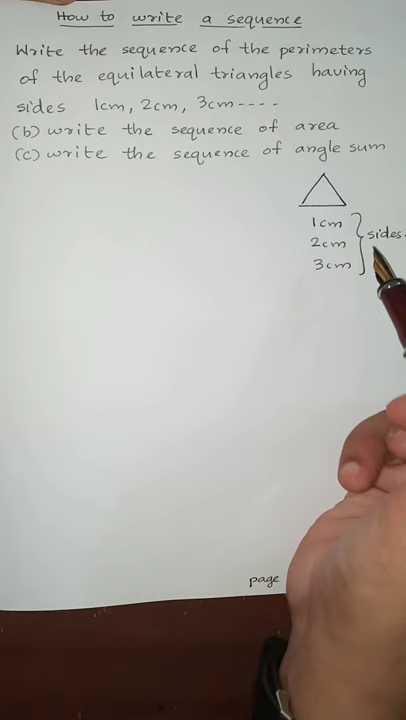 How to write a sequence
Write the sequence of the perimeters
of the equilateral triangles having
sides 1cm, 2cm, 3cm----
(b) write the sequence of area
(c) write the sequence of angle sum
1cm
2cm
3cm
sides.
page